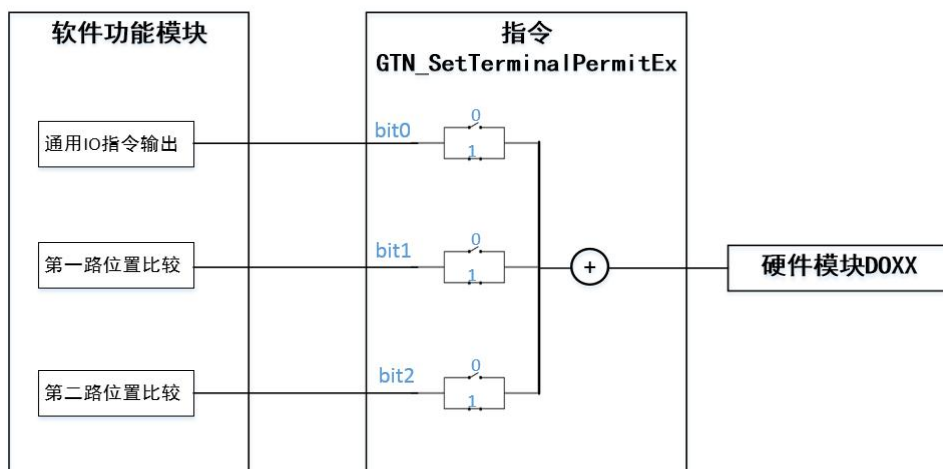 软件功能模块
指令
GTN_SetTerminalPermitEx
通用IO指令输出
bit0
0
1
第一路位置比较
bit1
0
1
+
硬件模块DOXX
第二路位置比较
bit2
0
1